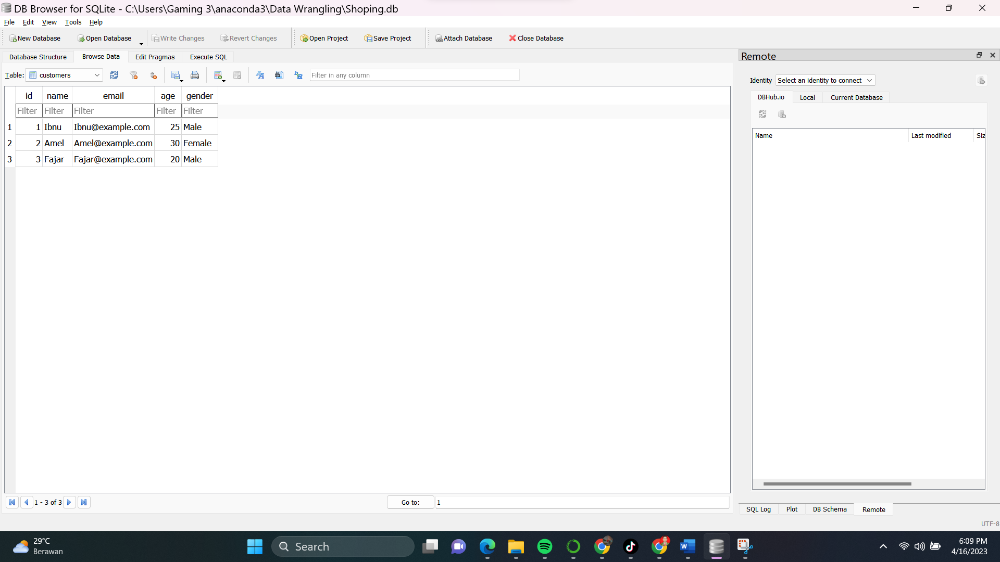 DB Browser for SQLite - C:\Users\Gaming 3\anaconda3\Data Wrangling\Shoping.db
File Edit View Tools Help
New Database Open Database Write Changes Revert Changes Open Project Save Project Attach Database Close Database
Database Structure Browse Data Edit Pragmas Execute SQL
Table: customers Filter in any column
id name email age gender
Filter Filter Filter Filter Filter
1 1 Ibnu Ibnu@example.com 25 Male
2 2 Amel Amel@example.com 30 Female
3 3 Fajar Fajar@example.com 20 Male
1 - 3 of 3 Go to: 1
Remote
Identity Select an identity to connect
DBHub.io Local Current Database
Name Last modified Siz
SQL Log Plot DB Schema Remote
UTF-8
29°C
Berawan
Search
6:09 PM
4/16/2023